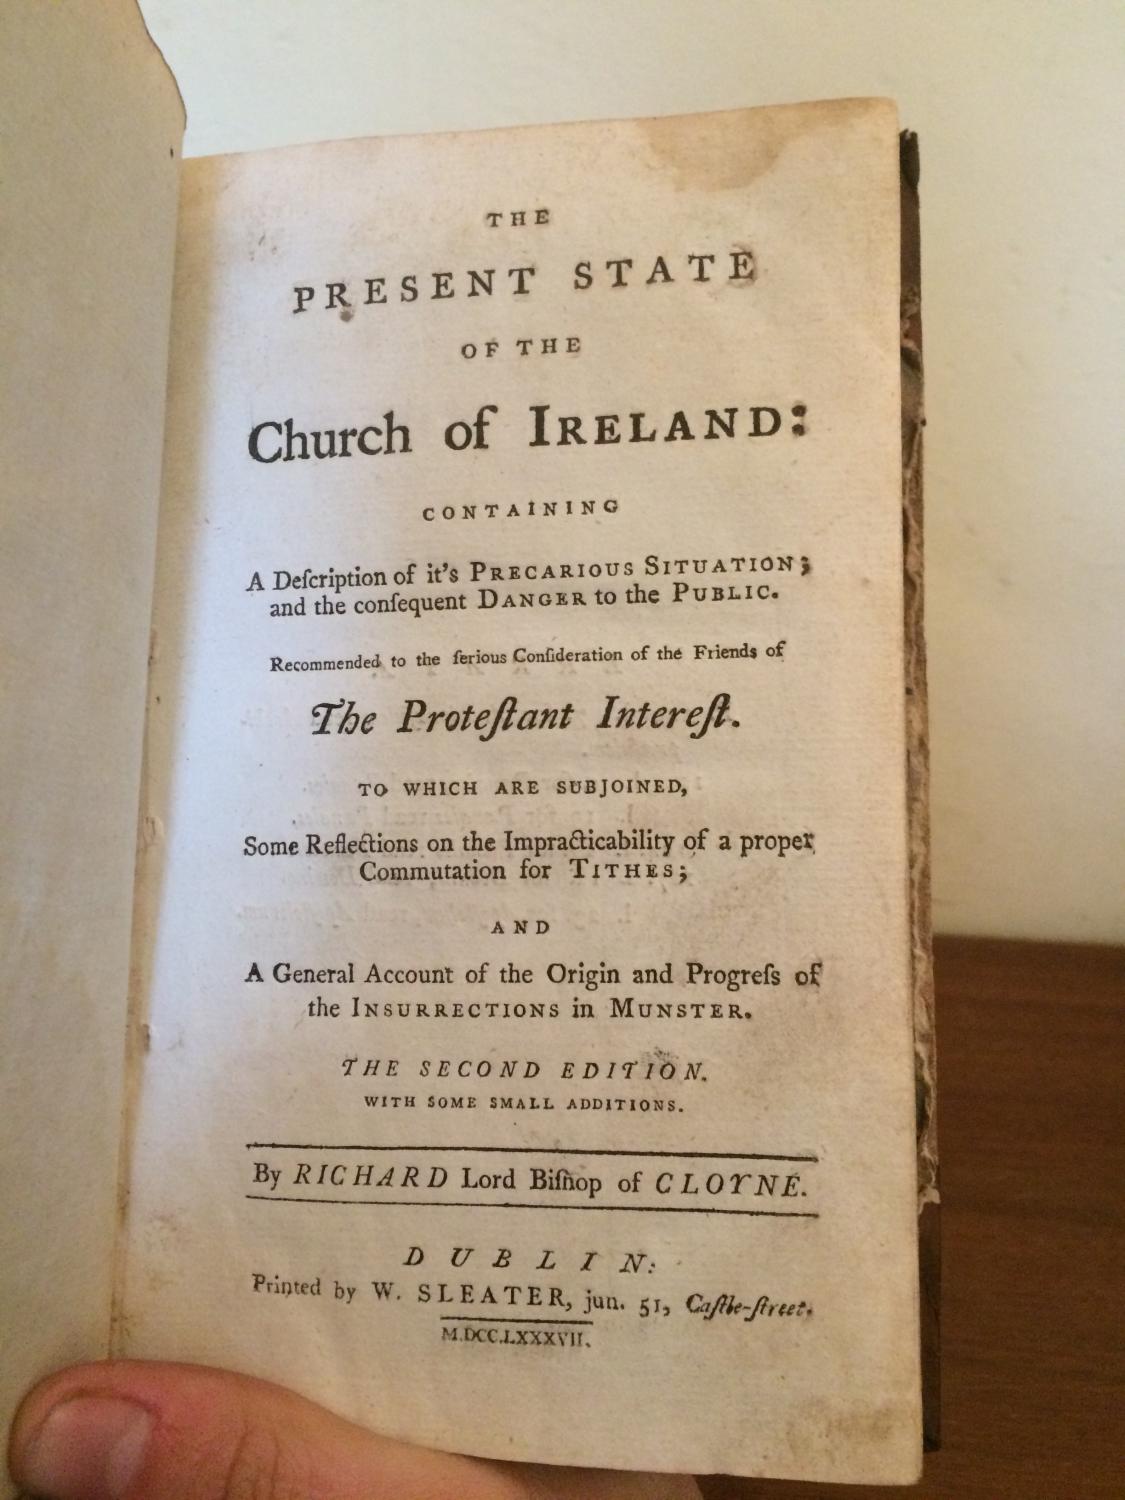 THE
PRESENT STATE
OF THE
Church of IRELAND:
CONTAINING
A Deſcription of it's PRECARIOUS SITUATION;
and the conſequent DANGER to the PUBLIC.
Recommended to the ſerious Conſideration of the Friends of
The Proteſtant Intereſt.
TO WHICH ARE SUBJOINED,
Some Reflections on the Impracticability of a proper
Commutation for TITHES;
AND
A General Account of the Origin and Progreſs of
the INSURRECTIONS in MUNSTER.
THE SECOND EDITION.
WITH SOME SMALL ADDITIONS.
By RICHARD Lord Biſhop of CLOYNE.
DUBLIN:
Printed by W. SLEATER, jun. 51, Caſtle-ſtreet.
M.DCC.LXXXVII.